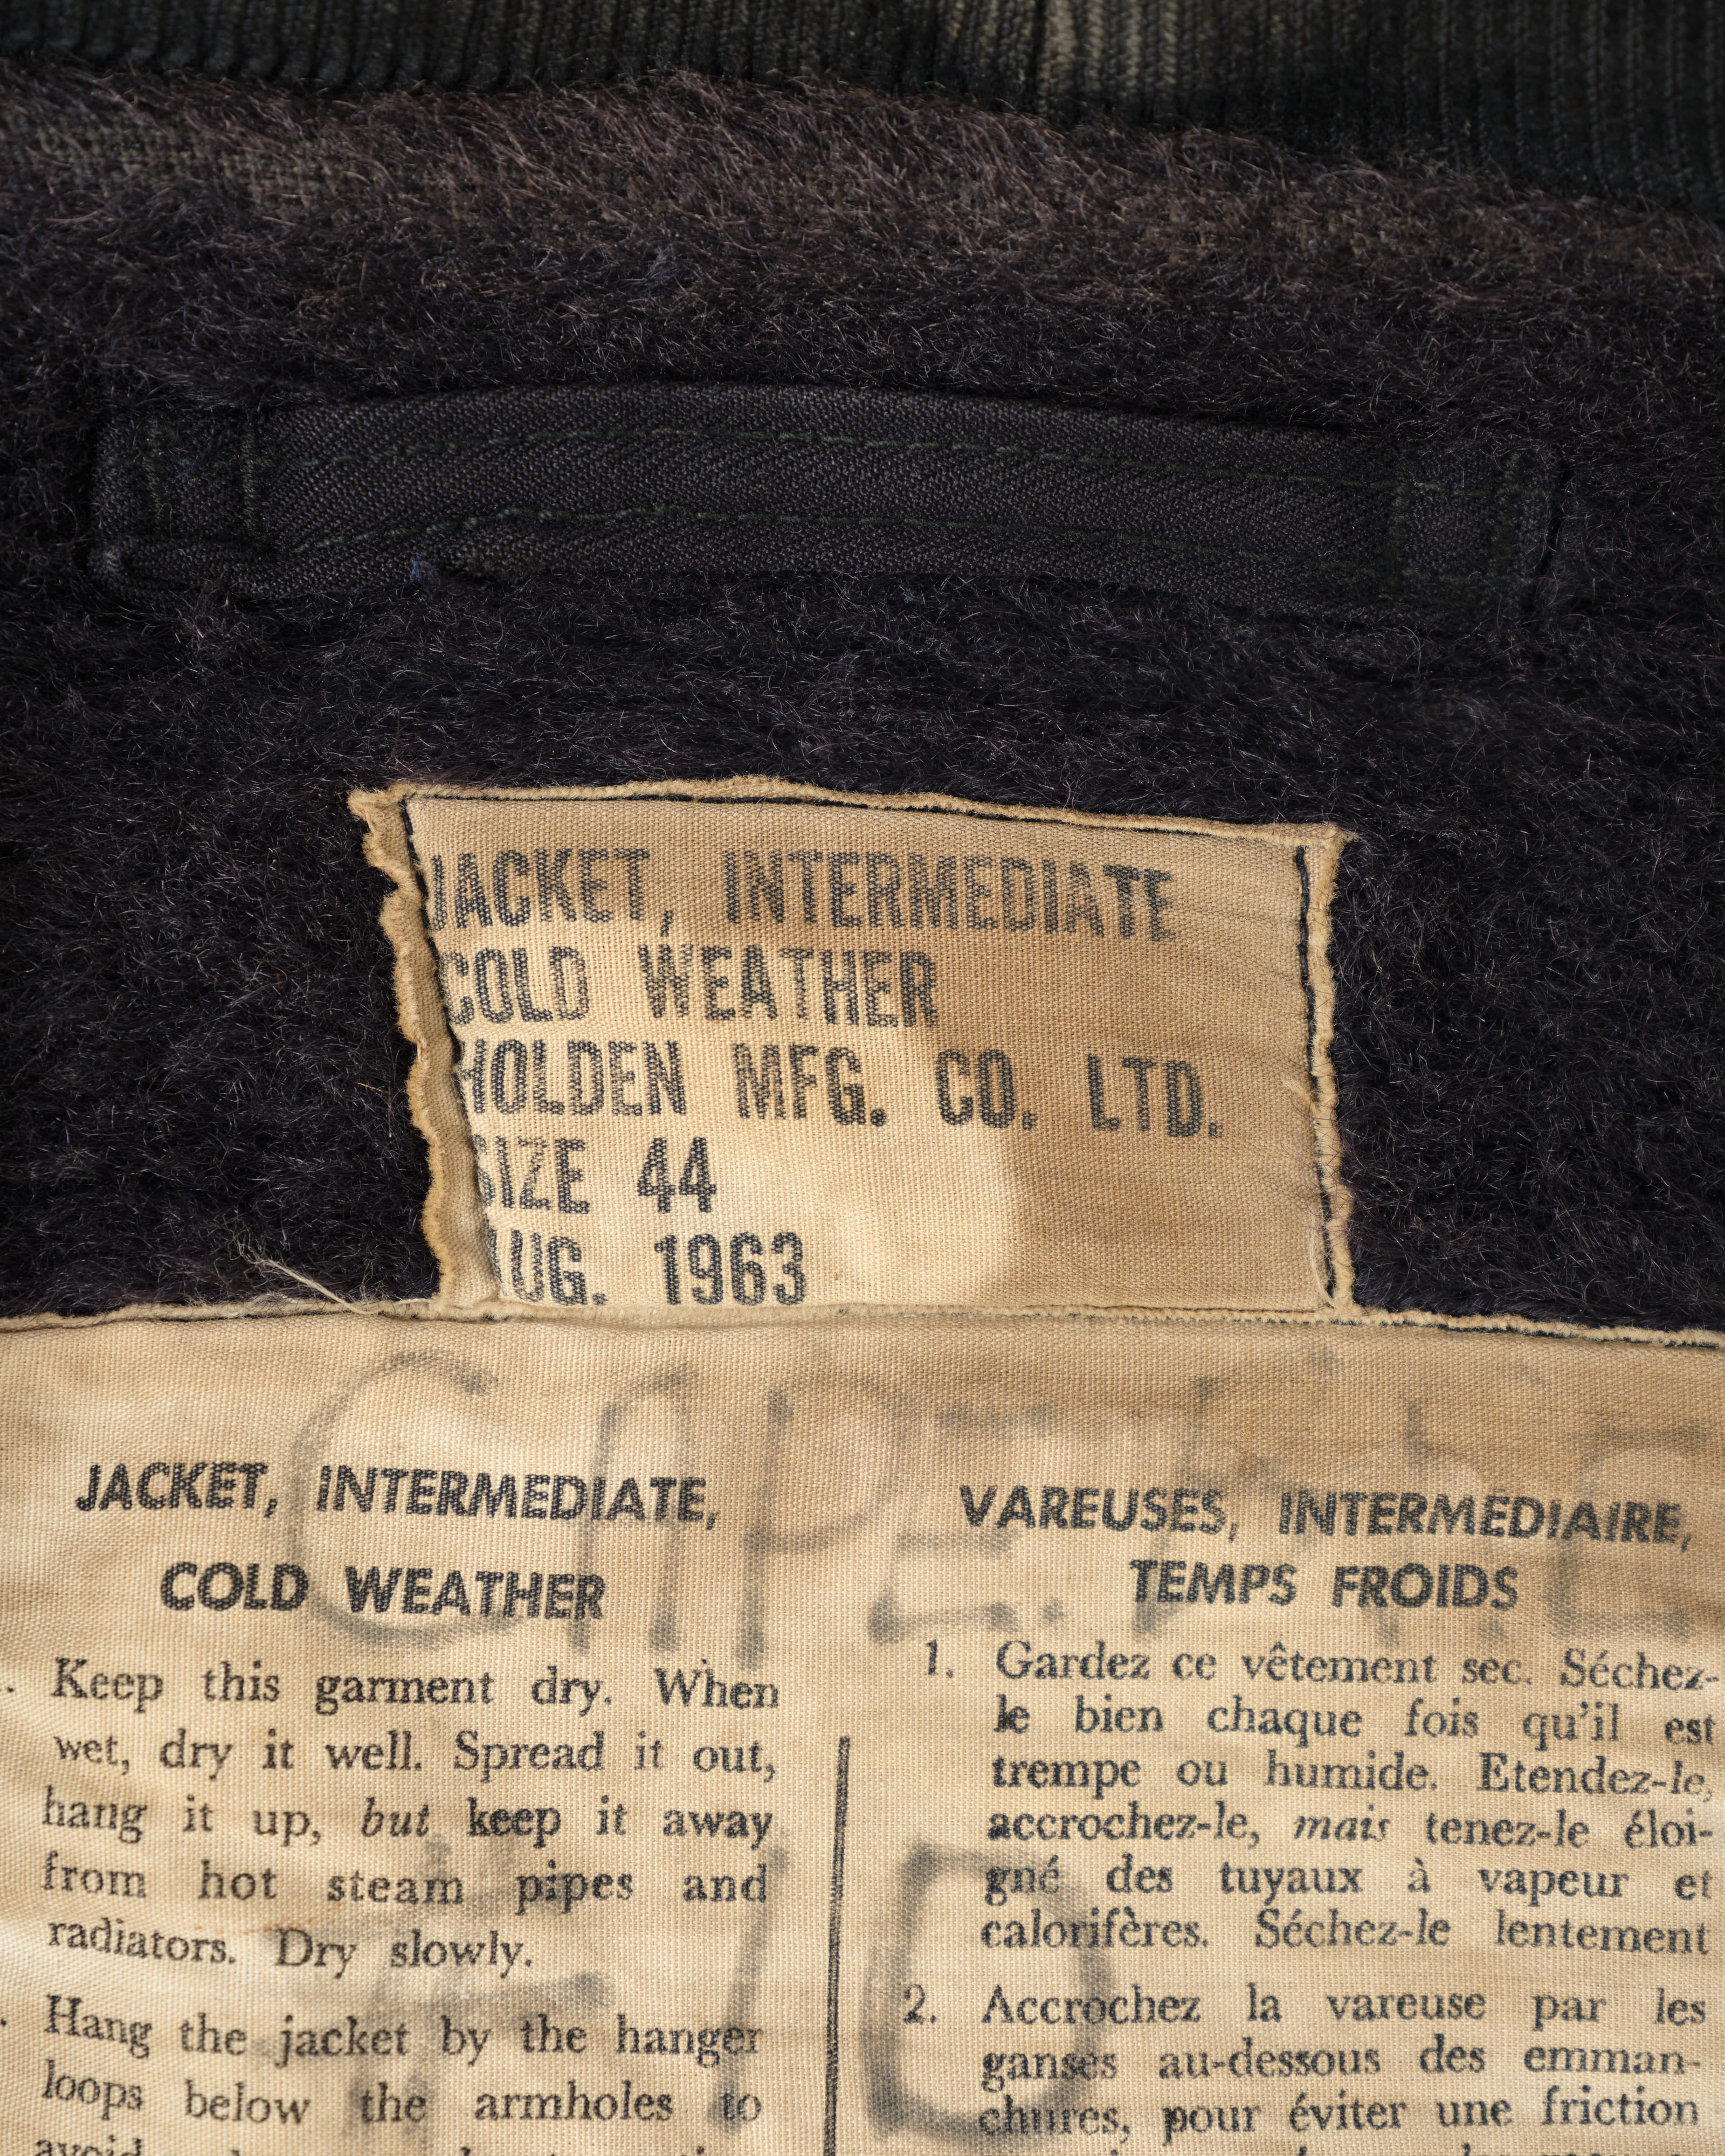 JACKET, INTERMEDIATE
COLD WEATHER
HOLDEN MFG. CO. LTD.
SIZE 44
UG. 1963
JACKET, INTERMEDIATE,
COLD WEATHER
. Keep this garment dry. When
wet, dry it well. Spread it out,
hang it up, but keep it away
from hot steam pipes and
radiators. Dry slowly.
. Hang the jacket by the hanger
loops below the armholes to
avoid
VAREUSES, INTERMÉDIAIRE,
TEMPS FROIDS
1. Gardez ce vêtement sec. Séchez-
le bien chaque fois qu'il est
trempe ou humide. Etendez-le,
accrochez-le, mais tenez-le éloi-
gné des tuyaux à vapeur et
calorifères. Séchez-le lentement
2. Accrochez la vareuse par les
ganses au-dessous des emman-
chures, pour éviter une friction